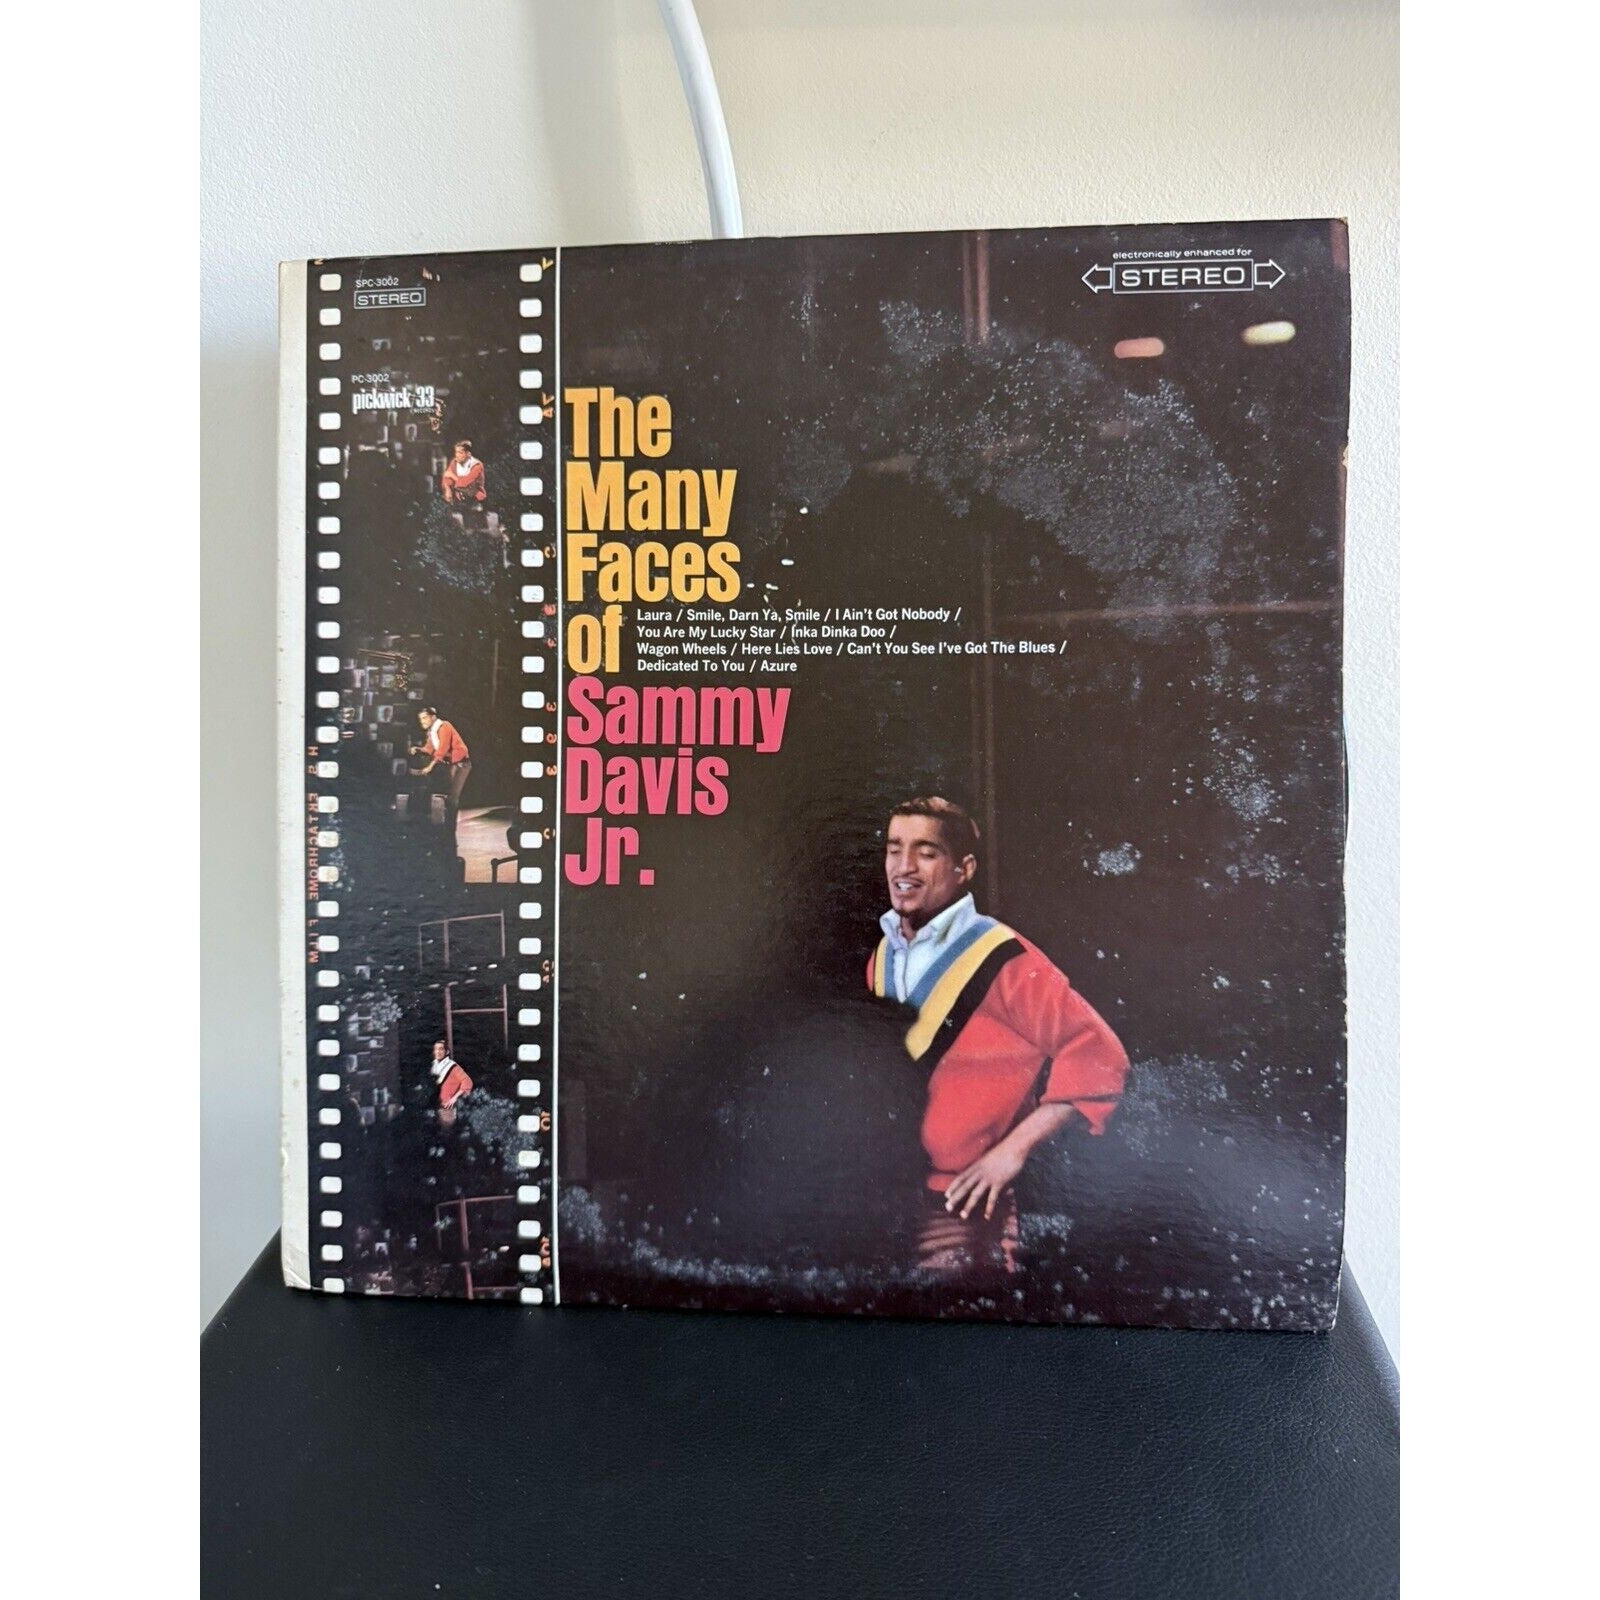 SPC-3002
STEREO
PC-3002
pickwick 33
RECORDS
electronically enhanced for
STEREO
The
Many
Faces
of
Sammy
Davis
Jr.
Laura / Smile, Darn Ya, Smile / I Ain't Got Nobody /
You Are My Lucky Star / Inka Dinka Doo /
Wagon Wheels / Here Lies Love / Can't You See I've Got The Blues /
Dedicated To You / Azure